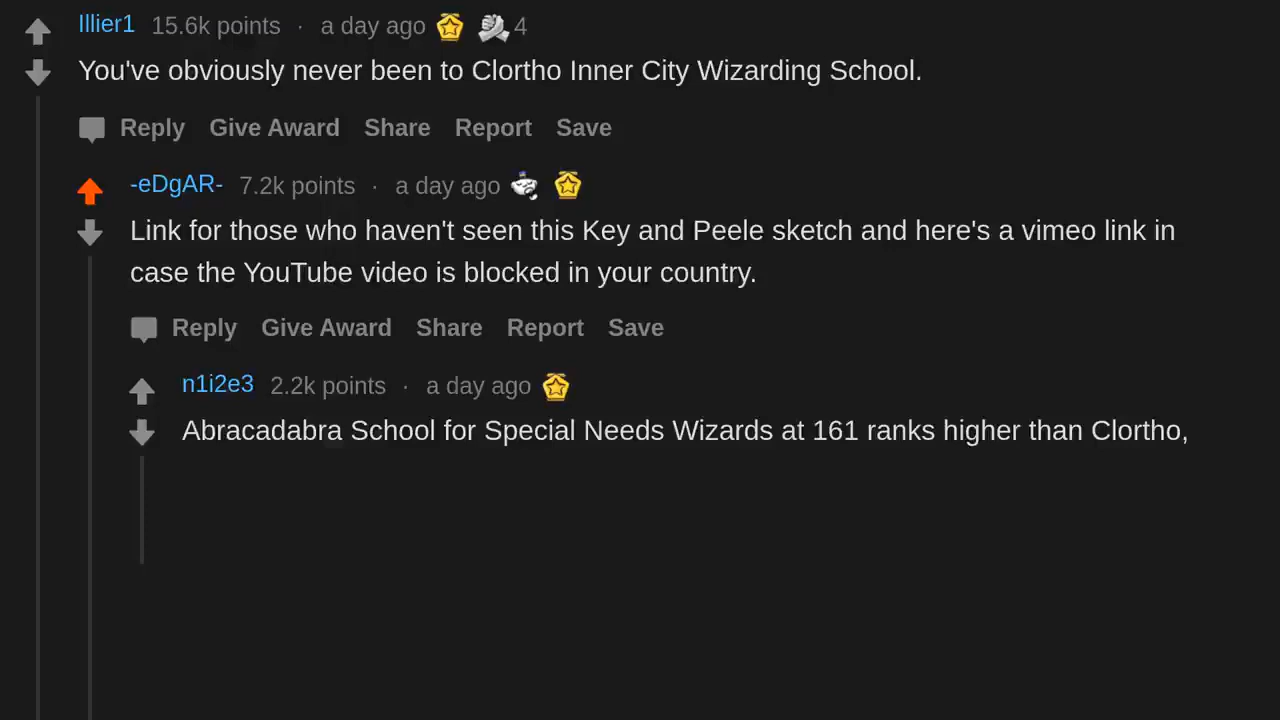 Illier1 15.6k points · a day ago 4
You've obviously never been to Clortho Inner City Wizarding School.
Reply Give Award Share Report Save
-eDgAR- 7.2k points · a day ago
Link for those who haven't seen this Key and Peele sketch and here's a vimeo link in
case the YouTube video is blocked in your country.
Reply Give Award Share Report Save
n1i2e3 2.2k points · a day ago
Abracadabra School for Special Needs Wizards at 161 ranks higher than Clortho,